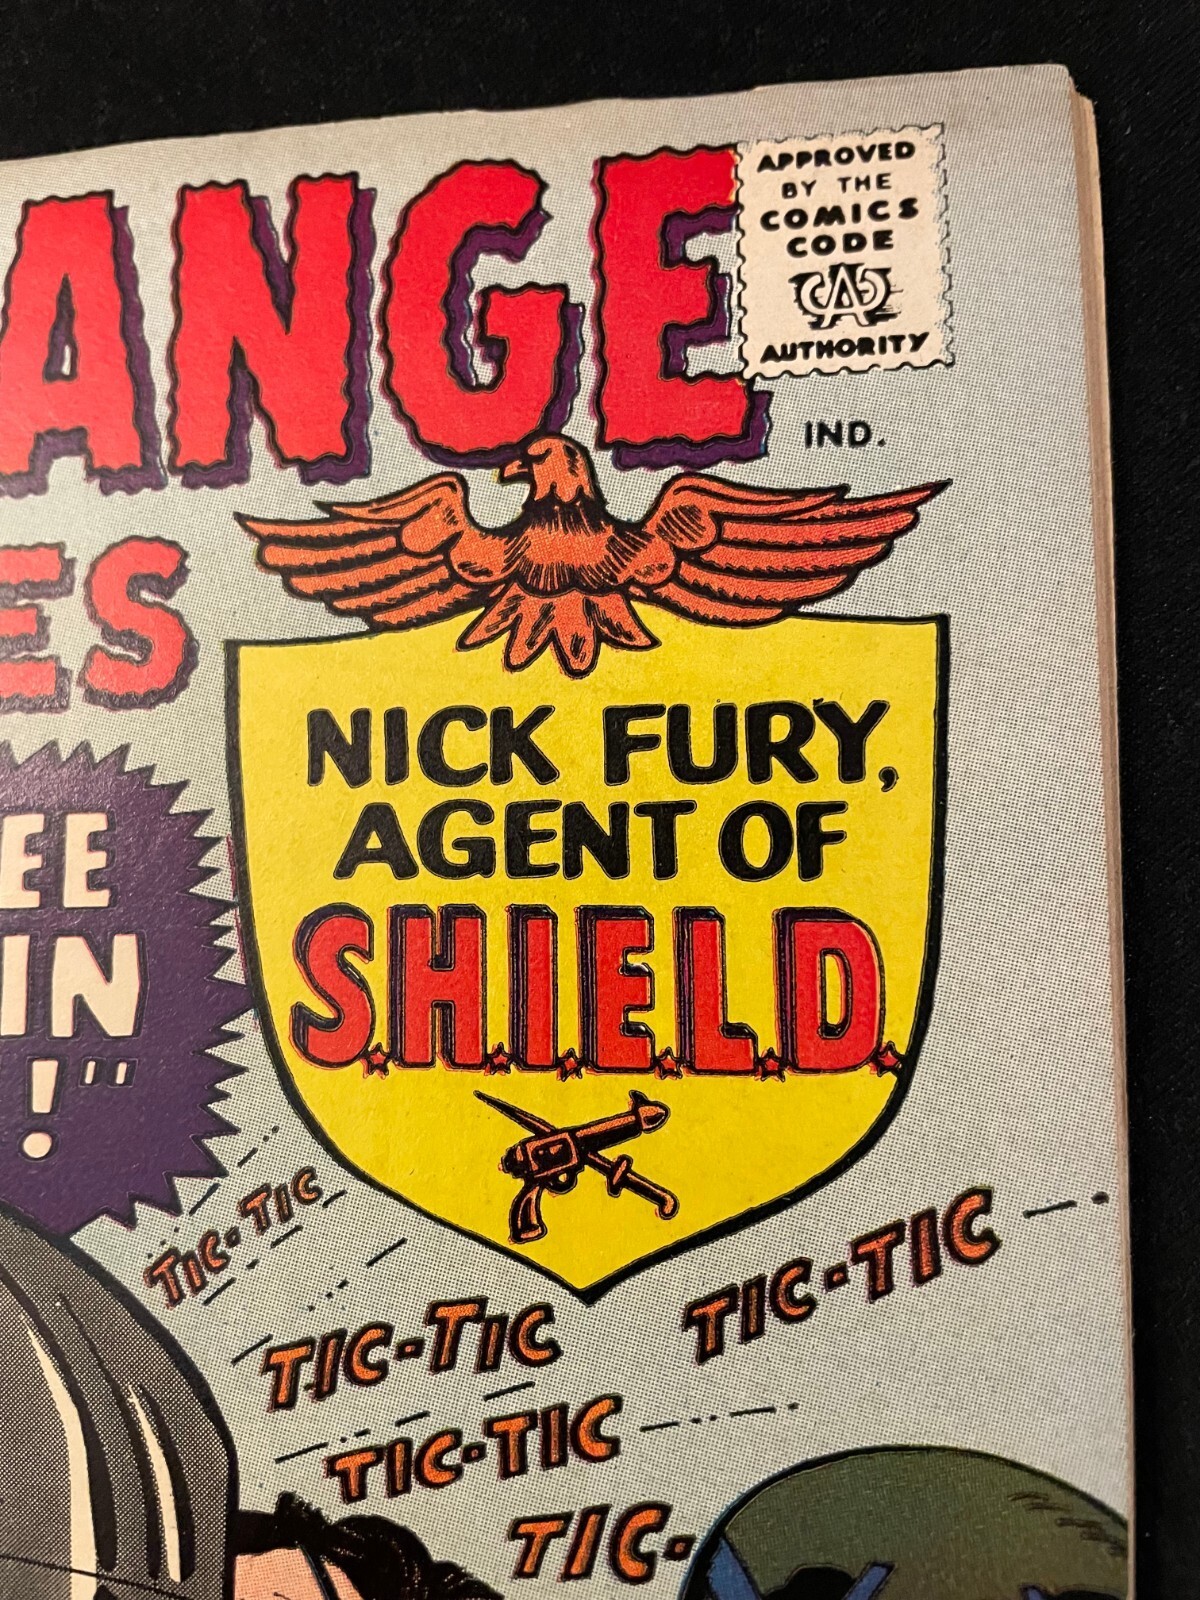 ANGE
APPROVED
BY THE
COMICS
CODE
CAC
AUTHORITY
IND.
ES
NICK FURY,
AGENT OF
S.H.I.E.L.D.
EE
IN
!"
TIC-TIC
TIC-TIC
TIC-TIC
TIC-TIC
TIC-